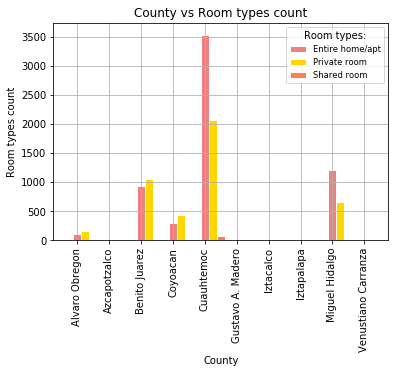 County vs Room types count
Room types:
Entire home/apt
Private room
Shared room
Room types count
3500
3000
2500
2000
1500
1000
500
0
Alvaro Obregon
Azcapotzalco
Benito Juarez
Coyoacan
Cuauhtemoc
Gustavo A. Madero
Iztacalco
Iztapalapa
Miguel Hidalgo
Venustiano Carranza
County